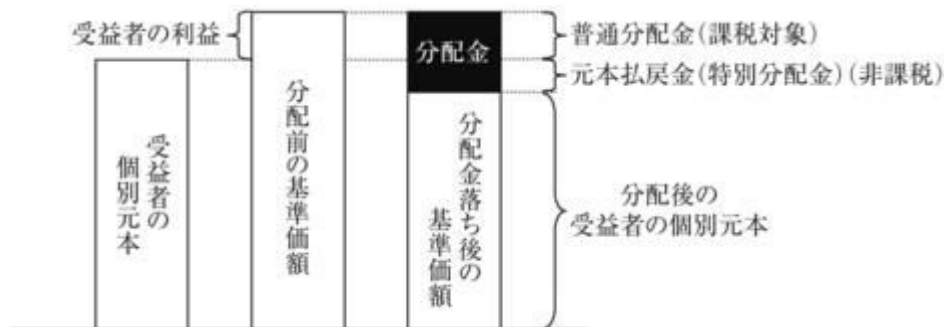 受益者の利益
受益者の
個別元本
分配前の基準価額
分配金
分配金落ち後の
基準価額
普通分配金(課税対象)
元本払戻金(特別分配金)(非課税)
分配後の
受益者の個別元本